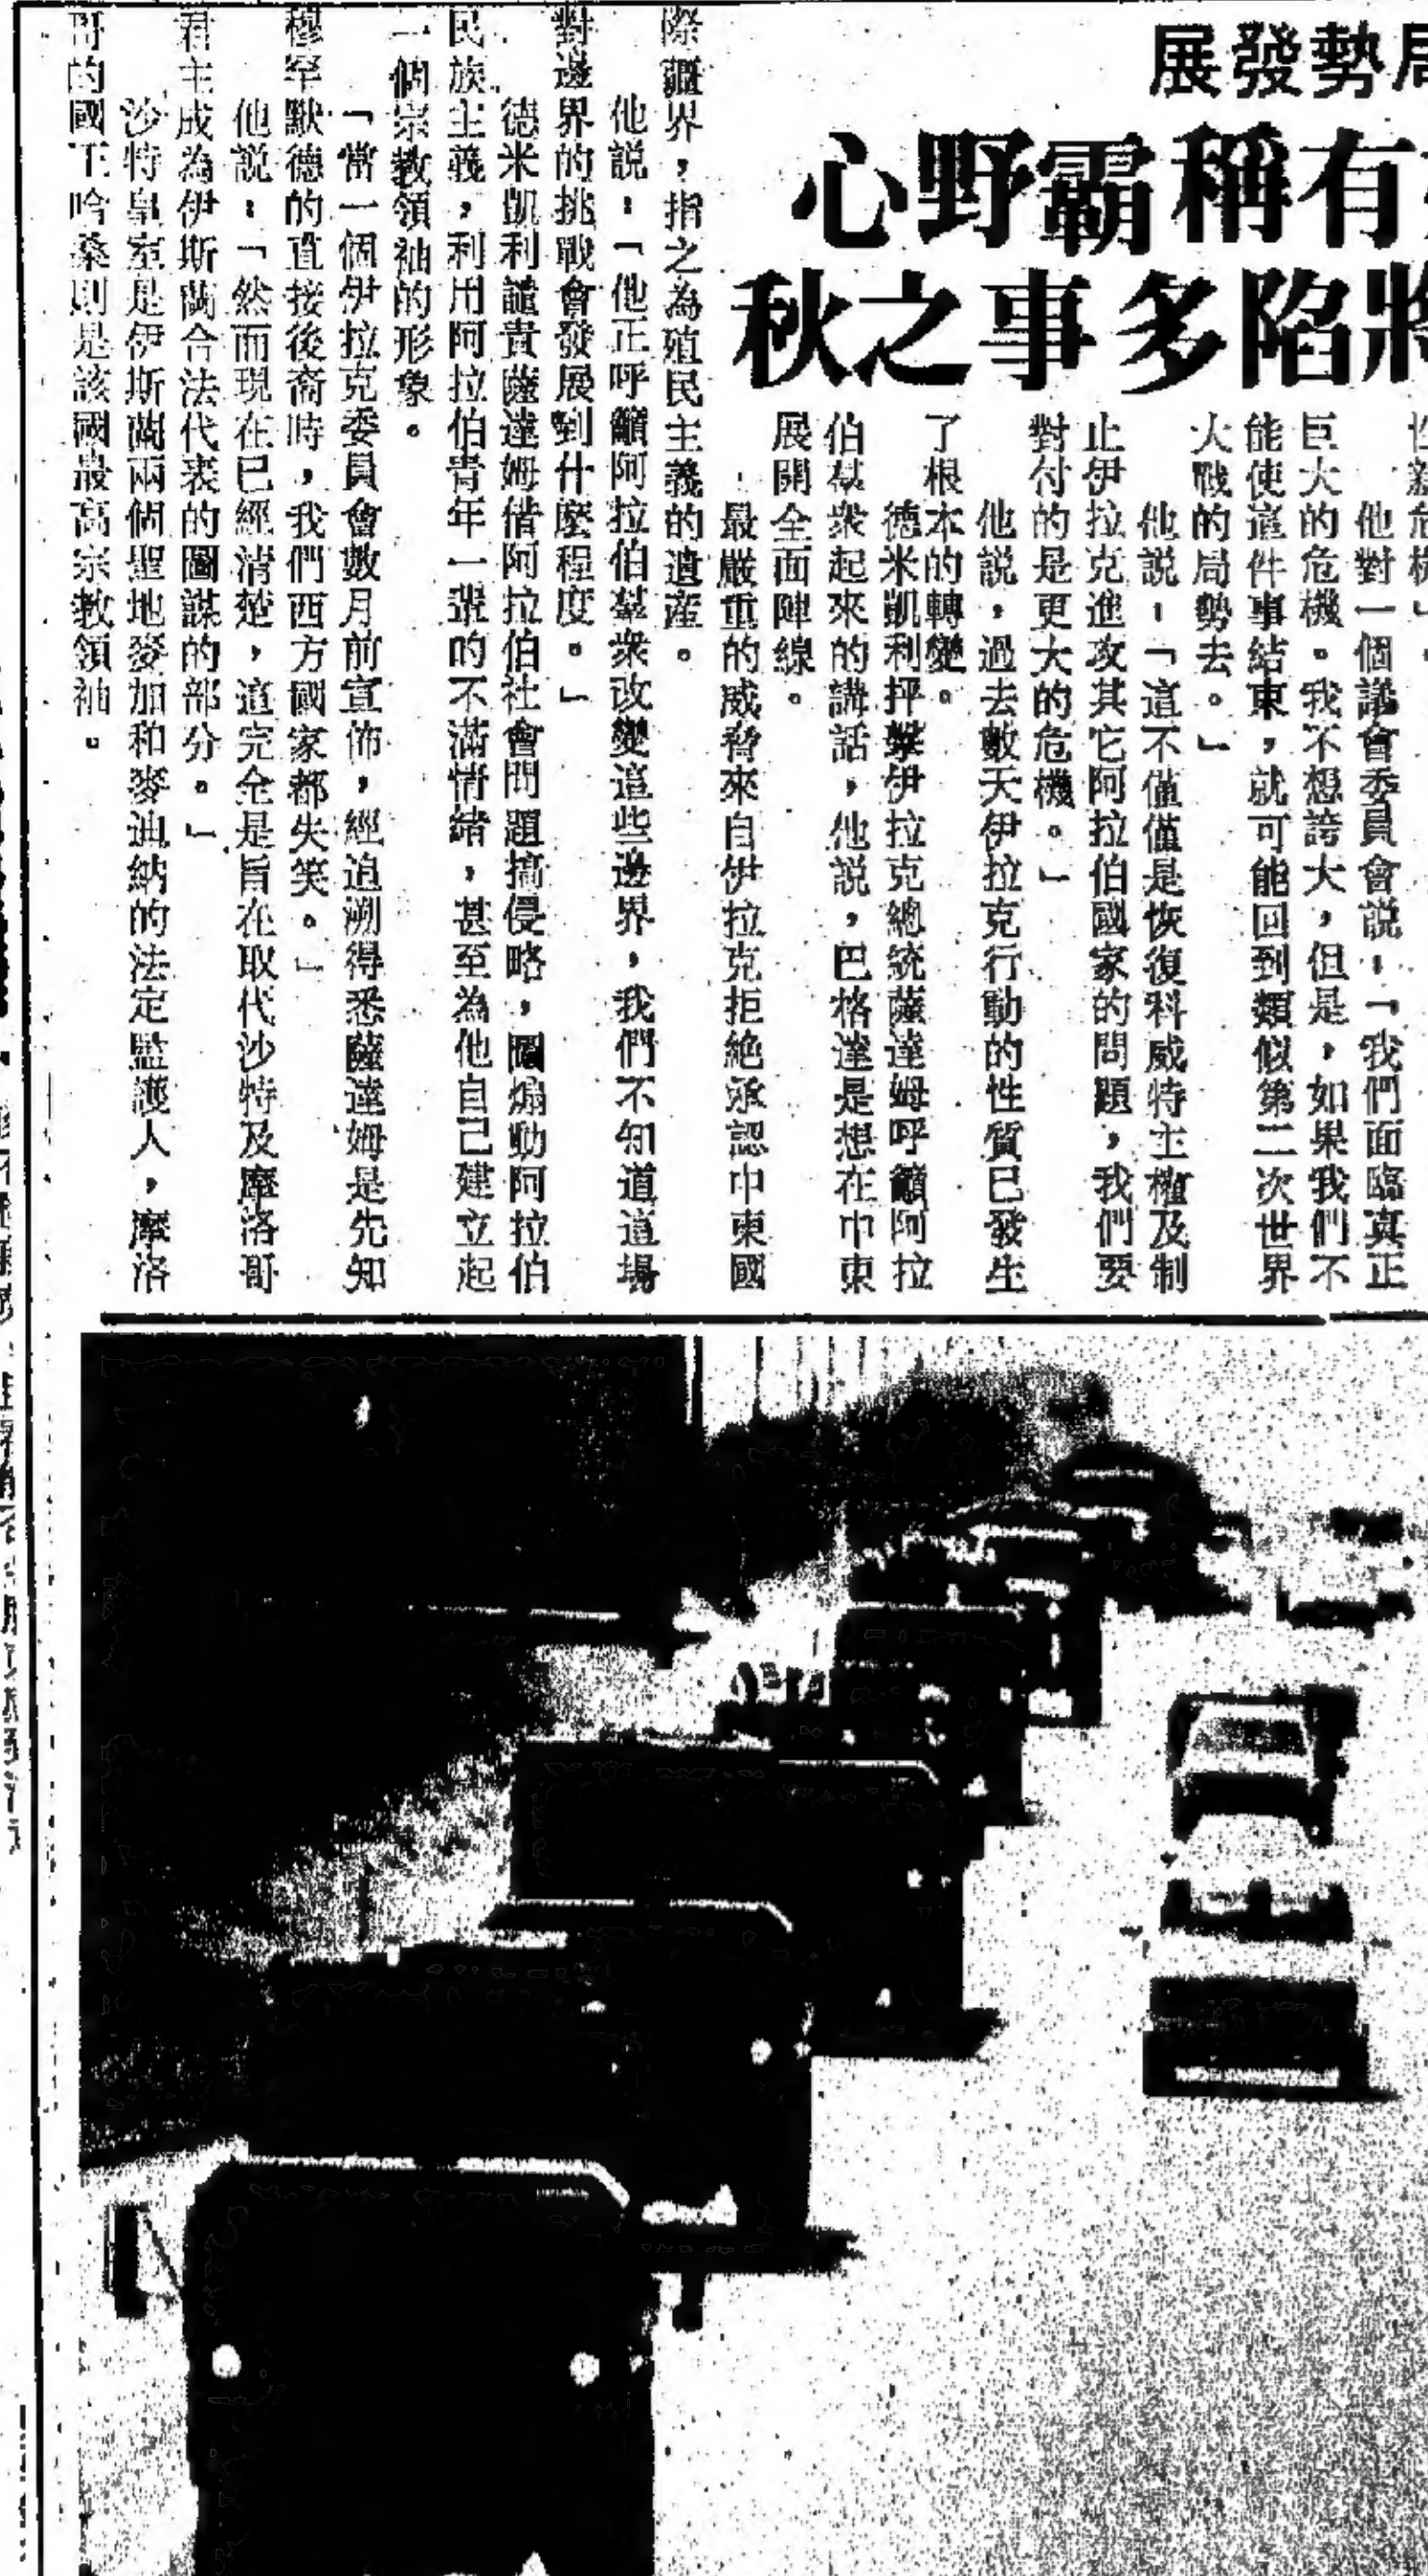 展發勢局
心野霸稱有
秋之事多陷將
性新危機」。
他對一個議會委員會說:「我們面臨真正
巨大的危機。我不想誇大,但是,如果我們不
能使這件事結束,就可能回到類似第二次世界
大戰的局勢去。」
他說:「這不僅僅是恢復科威特主權及制
止伊拉克進攻其它阿拉伯國家的問題,我們要
對付的是更大的危機。」
他說,過去數天伊拉克行動的性質已發生
了根本的轉變。
德米凱利抨擊伊拉克總統薩達姆呼籲阿拉
伯羣衆起來的講話,他說,巴格達是想在中東
展開全面陣線。
最嚴重的威脅來自伊拉克拒絶承認中東國
際疆界,指之為殖民主義的遺産。
他說:「他正呼籲阿拉伯羣衆改變這些邊界,我們不知道這場
對邊界的挑戰會發展到什麼程度。」
德米凱利譴責薩達姆借阿拉伯社會問題搞侵略,圖煽動阿拉伯
民族主義,利用阿拉伯青年一輩的不滿情緒,甚至為他自己建立起
一個宗教領袖的形象。
「當一個伊拉克委員會數月前宣佈,經追溯得悉薩達姆是先知
穆罕默德的直接後裔時,我們西方國家都失笑。」
他說:「然而現在已經清楚,這完全是旨在取代沙特及摩洛哥
君主成為伊斯蘭合法代表的圖謀的部分。」
沙特皇室是伊斯蘭兩個聖地麥加和麥迪納的法定監護人,摩洛
哥的國王哈桑則是該國最高宗教領袖。